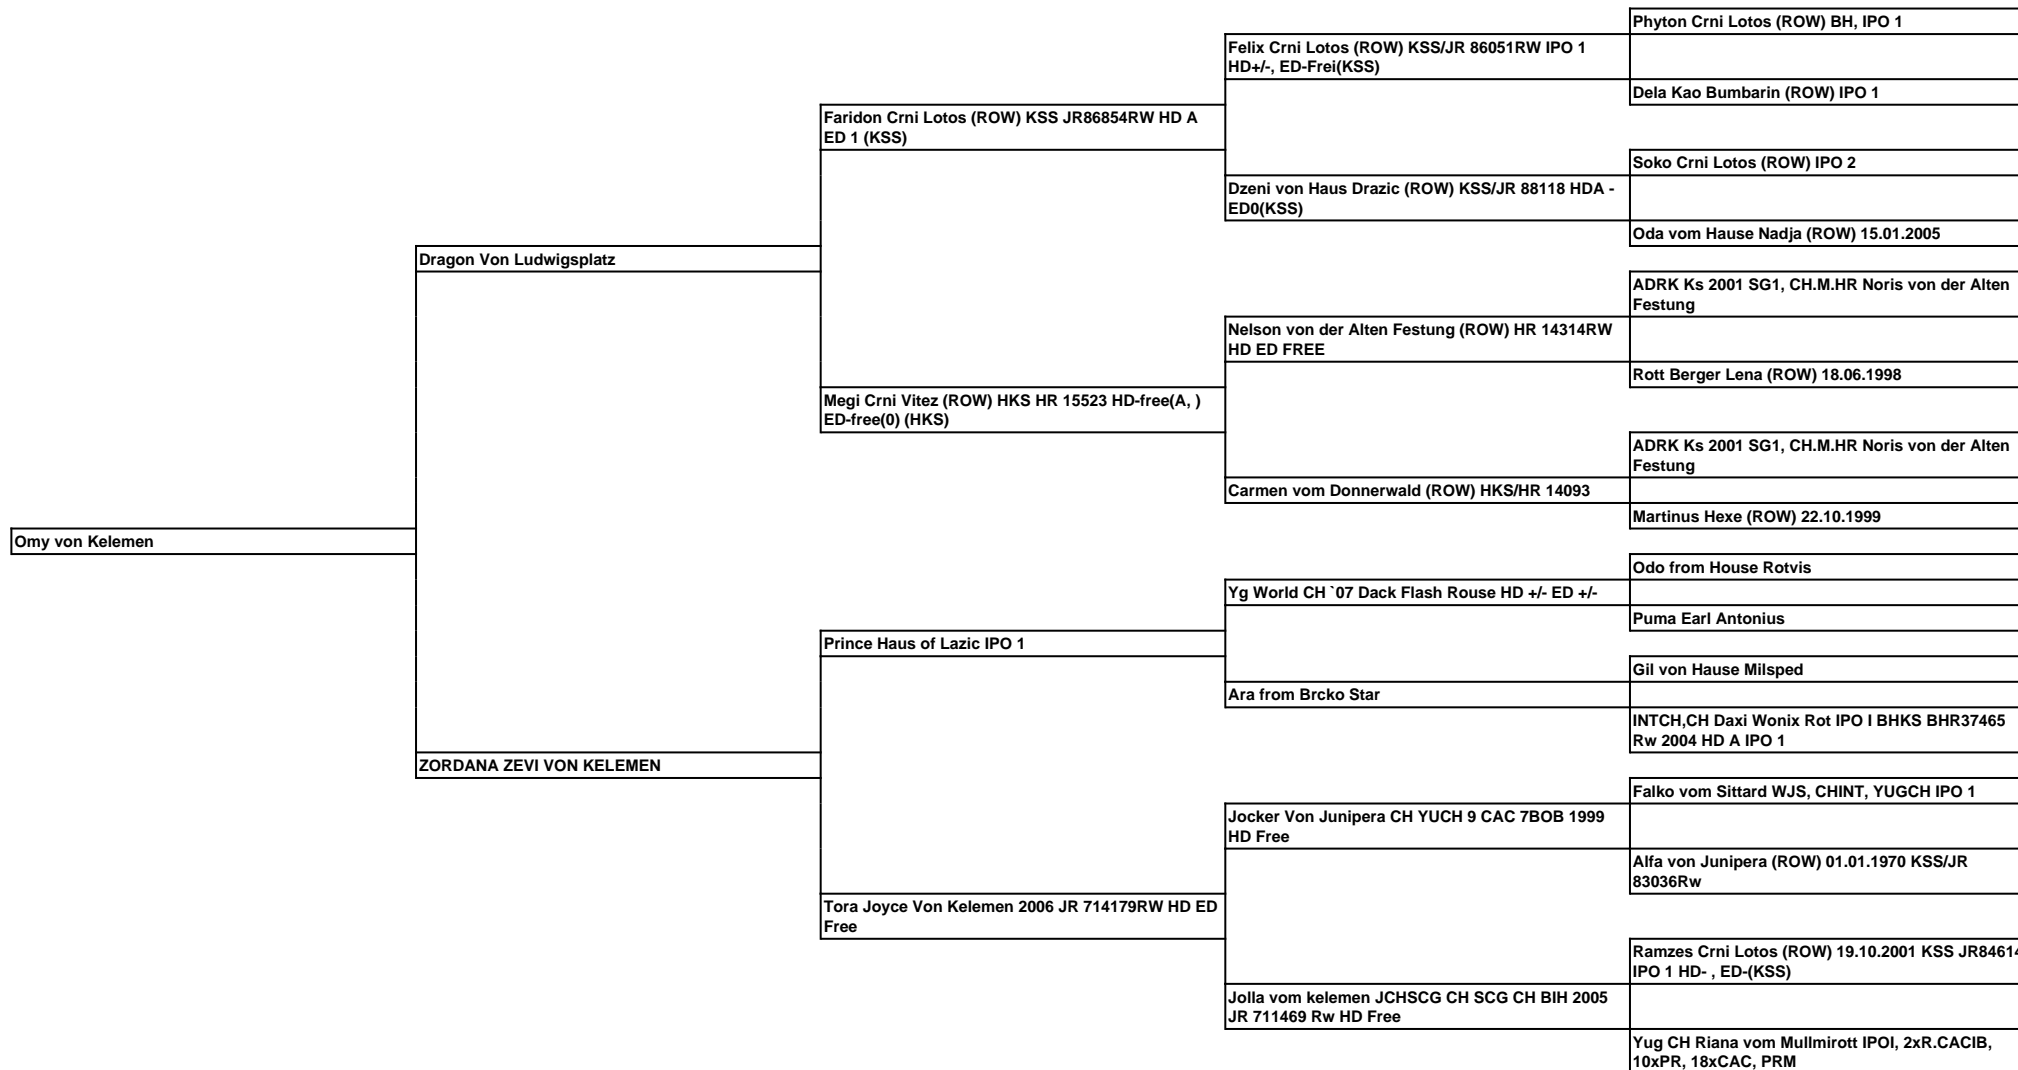 Phyton Crni Lotos (ROW) BH, IPO 1
Felix Crni Lotos (ROW) KSS/JR 86051RW IPO 1
HD+/-, ED-Frei(KSS)
Dela Kao Bumbarin (ROW) IPO 1
Faridon Crni Lotos (ROW) KSS JR86854RW HD A
ED 1 (KSS)
Soko Crni Lotos (ROW) IPO 2
Dzeni von Haus Drazic (ROW) KSS/JR 88118 HDA -
ED0(KSS)
Oda vom Hause Nadja (ROW) 15.01.2005
Dragon Von Ludwigsplatz
ADRK Ks 2001 SG1, CH.M.HR Noris von der Alten
Festung
Nelson von der Alten Festung (ROW) HR 14314RW
HD ED FREE
Rott Berger Lena (ROW) 18.06.1998
Megi Crni Vitez (ROW) HKS HR 15523 HD-free(A, )
ED-free(0) (HKS)
ADRK Ks 2001 SG1, CH.M.HR Noris von der Alten
Festung
Carmen vom Donnerwald (ROW) HKS/HR 14093
Martinus Hexe (ROW) 22.10.1999
Omy von Kelemen
Odo from House Rotvis
Yg World CH `07 Dack Flash Rouse HD +/- ED +/-
Puma Earl Antonius
Prince Haus of Lazic IPO 1
Gil von Hause Milsped
Ara from Brcko Star
INTCH,CH Daxi Wonix Rot IPO I BHKS BHR37465
Rw 2004 HD A IPO 1
ZORDANA ZEVI VON KELEMEN
Falko vom Sittard WJS, CHINT, YUGCH IPO 1
Jocker Von Junipera CH YUCH 9 CAC 7BOB 1999
HD Free
Alfa von Junipera (ROW) 01.01.1970 KSS/JR
83036Rw
Tora Joyce Von Kelemen 2006 JR 714179RW HD ED
Free
Ramzes Crni Lotos (ROW) 19.10.2001 KSS JR84614
IPO 1 HD- , ED-(KSS)
Jolla vom kelemen JCHSCG CH SCG CH BIH 2005
JR 711469 Rw HD Free
Yug CH Riana vom Mullmirott IPOI, 2xR.CACIB,
10xPR, 18xCAC, PRM